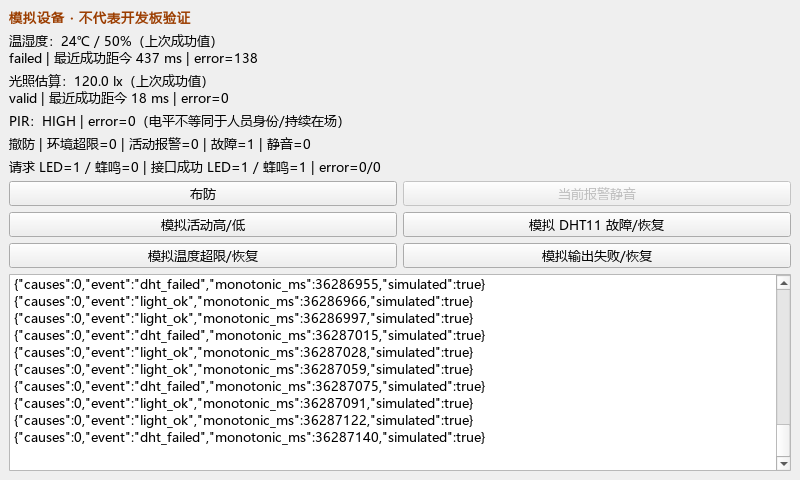 模拟设备 · 不代表开发板验证
温湿度：24℃ / 50%（上次成功值）
failed | 最近成功距今 437 ms | error=138
光照估算：120.0 lx（上次成功值）
valid | 最近成功距今 18 ms | error=0
PIR：HIGH | error=0（电平不等同于人员身份/持续在场）
撤防 | 环境超限=0 | 活动报警=0 | 故障=1 | 静音=0
请求 LED=1 / 蜂鸣=0 | 接口成功 LED=1 / 蜂鸣=1 | error=0/0
布防
当前报警静音
模拟活动高/低
模拟 DHT11 故障/恢复
模拟温度超限/恢复
模拟输出失败/恢复
{"causes":0,"event":"dht_failed","monotonic_ms":36286955,"simulated":true}
{"causes":0,"event":"light_ok","monotonic_ms":36286966,"simulated":true}
{"causes":0,"event":"light_ok","monotonic_ms":36286997,"simulated":true}
{"causes":0,"event":"dht_failed","monotonic_ms":36287015,"simulated":true}
{"causes":0,"event":"light_ok","monotonic_ms":36287028,"simulated":true}
{"causes":0,"event":"light_ok","monotonic_ms":36287059,"simulated":true}
{"causes":0,"event":"dht_failed","monotonic_ms":36287075,"simulated":true}
{"causes":0,"event":"light_ok","monotonic_ms":36287091,"simulated":true}
{"causes":0,"event":"light_ok","monotonic_ms":36287122,"simulated":true}
{"causes":0,"event":"dht_failed","monotonic_ms":36287140,"simulated":true}